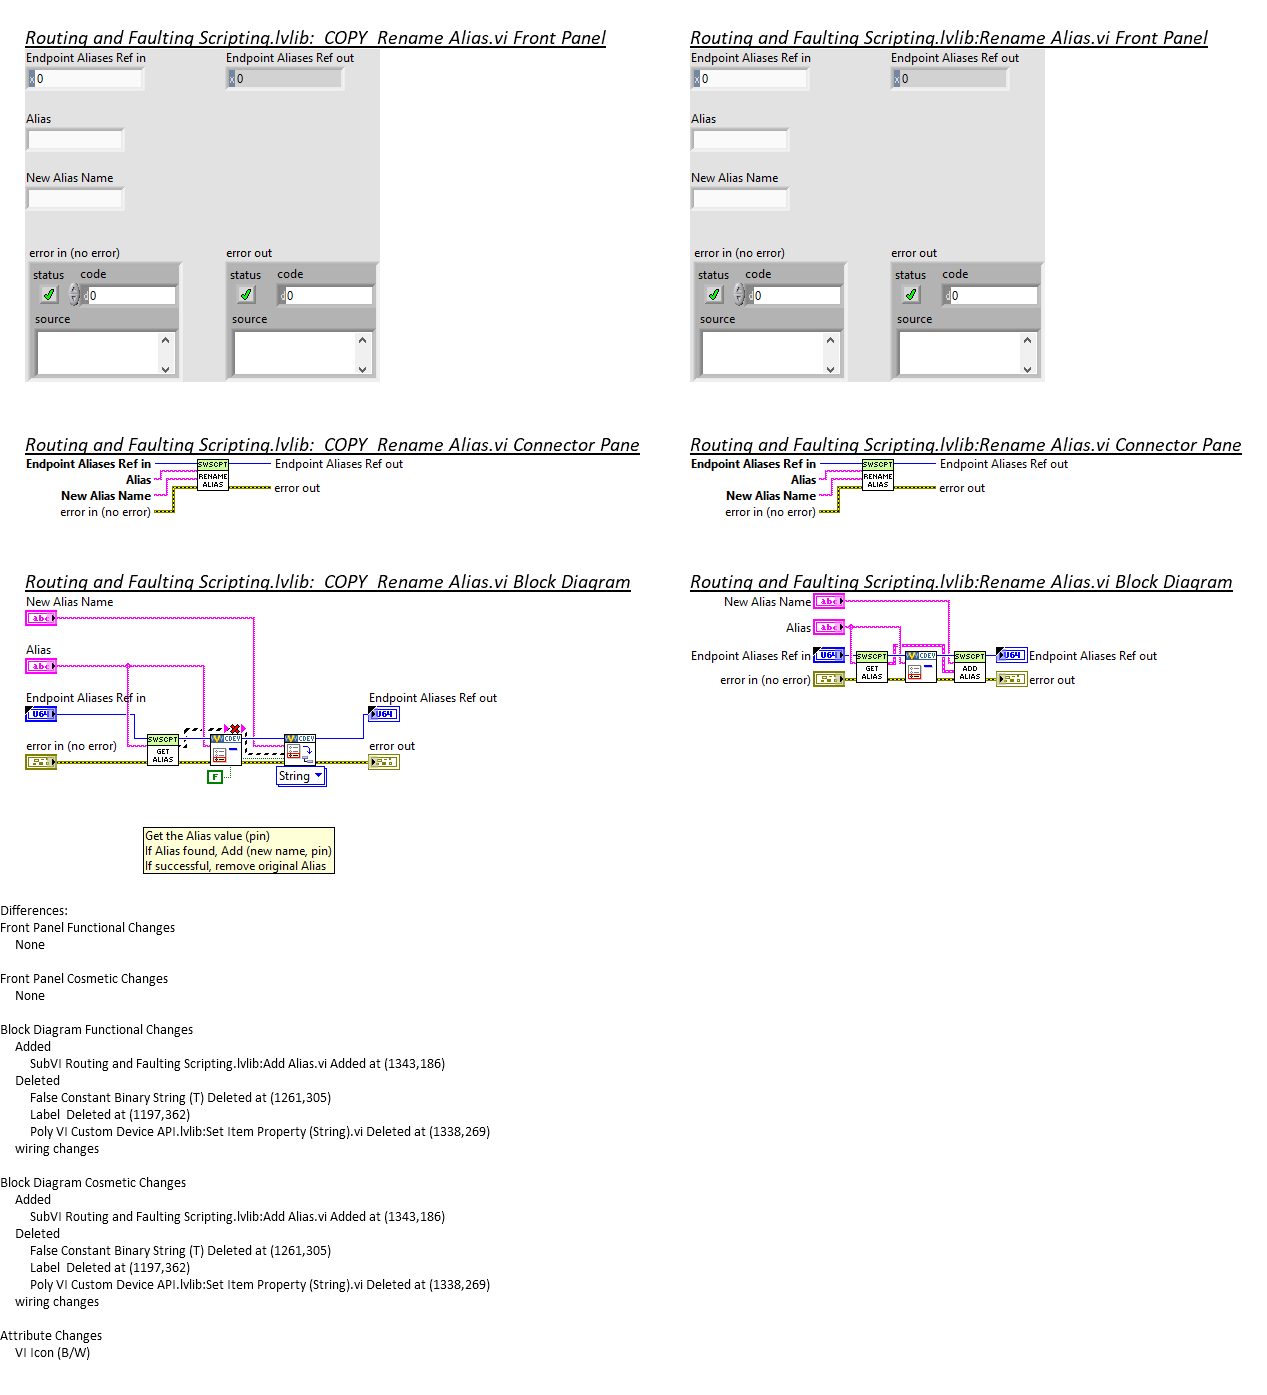 Routing and Faulting Scripting.lvlib:  COPY  Rename Alias.vi Front Panel
Endpoint Aliases Ref in
Endpoint Aliases Ref out
x 0
x 0
Alias
New Alias Name
error in (no error)
error out
status
code
status
code
d 0
d 0
source
source
Routing and Faulting Scripting.lvlib:Rename Alias.vi Front Panel
Endpoint Aliases Ref in
Endpoint Aliases Ref out
x 0
x 0
Alias
New Alias Name
error in (no error)
error out
status
code
status
code
d 0
d 0
source
source
Routing and Faulting Scripting.lvlib:  COPY  Rename Alias.vi Connector Pane
Endpoint Aliases Ref in
Alias
New Alias Name
error in (no error)
SWSCPT
RENAME
ALIAS
Endpoint Aliases Ref out
error out
Routing and Faulting Scripting.lvlib:Rename Alias.vi Connector Pane
Endpoint Aliases Ref in
Alias
New Alias Name
error in (no error)
SWSCPT
RENAME
ALIAS
Endpoint Aliases Ref out
error out
Routing and Faulting Scripting.lvlib:  COPY  Rename Alias.vi Block Diagram
New Alias Name
abc
Alias
abc
Endpoint Aliases Ref in
U64
error in (no error)
SWSCPT
GET
ALIAS
CDEV
F
CDEV
String
Endpoint Aliases Ref out
U64
error out
Get the Alias value (pin)
If Alias found, Add (new name, pin)
If successful, remove original Alias
Routing and Faulting Scripting.lvlib:Rename Alias.vi Block Diagram
New Alias Name
abc
Alias
abc
Endpoint Aliases Ref in
U64
error in (no error)
SWSCPT
GET
ALIAS
CDEV
SWSCPT
ADD
ALIAS
U64
Endpoint Aliases Ref out
error out
Differences:
Front Panel Functional Changes
None
Front Panel Cosmetic Changes
None
Block Diagram Functional Changes
Added
SubVI Routing and Faulting Scripting.lvlib:Add Alias.vi Added at (1343,186)
Deleted
False Constant Binary String (T) Deleted at (1261,305)
Label  Deleted at (1197,362)
Poly VI Custom Device API.lvlib:Set Item Property (String).vi Deleted at (1338,269)
wiring changes
Block Diagram Cosmetic Changes
Added
SubVI Routing and Faulting Scripting.lvlib:Add Alias.vi Added at (1343,186)
Deleted
False Constant Binary String (T) Deleted at (1261,305)
Label  Deleted at (1197,362)
Poly VI Custom Device API.lvlib:Set Item Property (String).vi Deleted at (1338,269)
wiring changes
Attribute Changes
VI Icon (B/W)